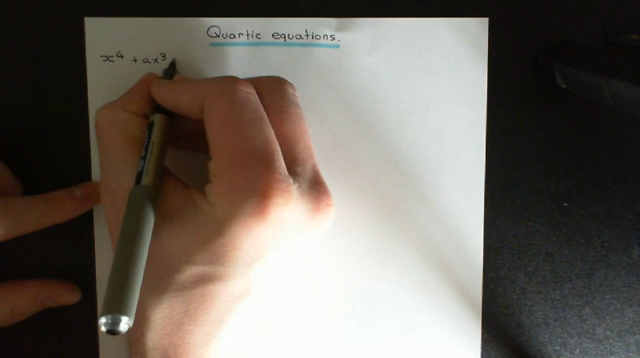 Quartic equations.
x⁴ + ax³